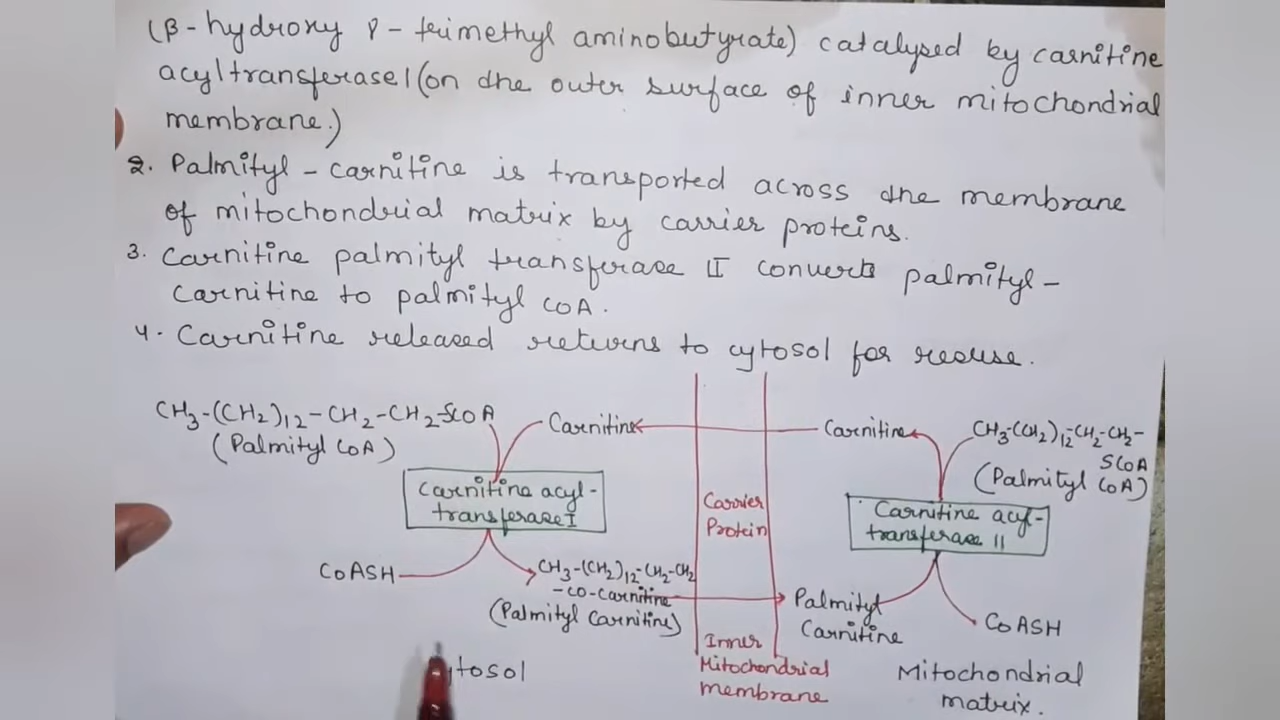 (β-hydroxy γ-trimethyl aminobutyrate) catalysed by carnitine
acyltransferase I (on the outer surface of inner mitochondrial
membrane.)
2. Palmityl-carnitine is transported across the membrane
of mitochondrial matrix by carrier proteins.
3. Carnitine palmityl transferase II converts palmityl-
carnitine to palmityl CoA.
4. Carnitine released returns to cytosol for reuse.
CH3-(CH2)12-CH2-CH2-SCOA
(Palmityl CoA)
Carnitine
Carnitine
CH3-(CH2)12-CH2-CH2-
SCOA
(Palmityl CoA)
Carnitine acyl-
transferase I
Carrier
Protein
Carnitine acyl-
transferase II
CoASH
CH3-(CH2)12-CH2-CH2
-CO-Carnitine
(Palmityl Carnitine)
Palmityl
Carnitine
CoASH
tosol
Inner
Mitochondrial
membrane
Mitochondrial
matrix.